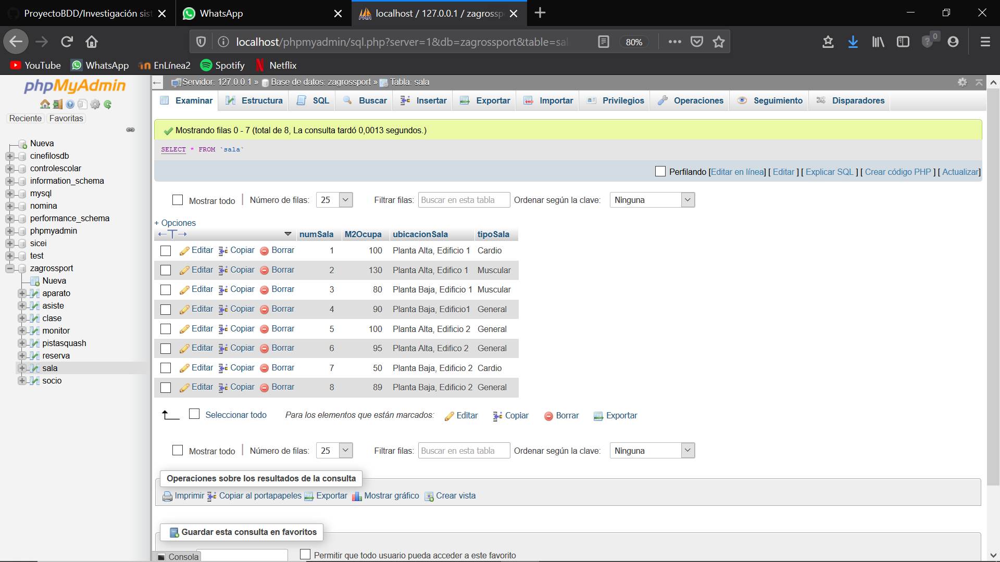 ProyectoBDD/Investigación sist
WhatsApp
localhost / 127.0.0.1 / zagrossp
localhost/phpmyadmin/sql.php?server=1&db=zagrossport&table=sal
80%
0
YouTube
WhatsApp
EnLínea2
Spotify
Netflix
phpMyAdmin
Reciente
Favoritas
Nueva
cinefilosdb
controlescolar
information_schema
mysql
nomina
performance_schema
phpmyadmin
sicei
test
zagrossport
Nueva
aparato
asiste
clase
monitor
pistasquash
reserva
sala
socio
Servidor: 127.0.0.1 » Base de datos: zagrossport » Tabla: sala
Examinar Estructura SQL Buscar Insertar Exportar Importar Privilegios Operaciones Seguimiento Disparadores
Mostrando filas 0 - 7 (total de 8, La consulta tardó 0,0013 segundos.)
SELECT * FROM `sala`
Perfilando [Editar en línea] [ Editar ] [ Explicar SQL ] [ Crear código PHP ] [ Actualizar]
Mostrar todo | Número de filas: 25 Filtrar filas: Buscar en esta tabla Ordenar según la clave: Ninguna
+ Opciones
←T→ numSala M2Ocupa ubicacionSala tipoSala
Editar Copiar Borrar 1 100 Planta Alta, Edificio 1 Cardio
Editar Copiar Borrar 2 130 Planta Alta, Edifico 1 Muscular
Editar Copiar Borrar 3 80 Planta Baja, Edificio 1 Muscular
Editar Copiar Borrar 4 90 Planta Baja, Edificio1 General
Editar Copiar Borrar 5 100 Planta Alta, Edificio 2 General
Editar Copiar Borrar 6 95 Planta Alta, Edifico 2 General
Editar Copiar Borrar 7 50 Planta Baja, Edificio 2 Cardio
Editar Copiar Borrar 8 89 Planta Baja, Edificio 2 General
Seleccionar todo Para los elementos que están marcados: Editar Copiar Borrar Exportar
Mostrar todo | Número de filas: 25 Filtrar filas: Buscar en esta tabla Ordenar según la clave: Ninguna
Operaciones sobre los resultados de la consulta
Imprimir Copiar al portapapeles Exportar Mostrar gráfico Crear vista
Guardar esta consulta en favoritos
Consola
Permitir que todo usuario pueda acceder a este favorito